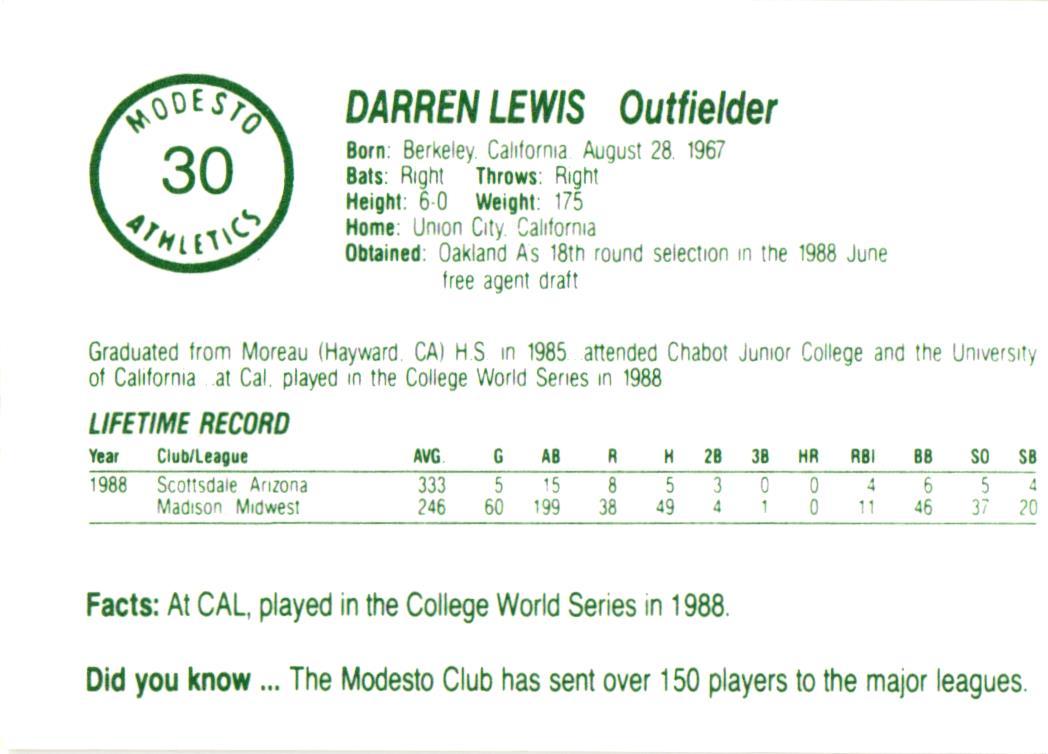 MODESTO
30
ATHLETICS
DARREN LEWIS Outfielder
Born: Berkeley, California August 28, 1967
Bats: Right Throws: Right
Height: 6-0 Weight: 175
Home: Union City, California
Obtained: Oakland A's 18th round selection in the 1988 June
free agent draft
Graduated from Moreau (Hayward, CA) H.S. in 1985...attended Chabot Junior College and the University
of California...at Cal, played in the College World Series in 1988
LIFETIME RECORD
Year Club/League AVG. G AB R H 2B 3B HR RBI BB SO SB
1988 Scottsdale Arizona 333 5 15 8 5 3 0 0 4 6 5 4
Madison Midwest 246 60 199 38 49 4 1 0 11 46 37 20
Facts: At CAL, played in the College World Series in 1988.
Did you know ... The Modesto Club has sent over 150 players to the major leagues.